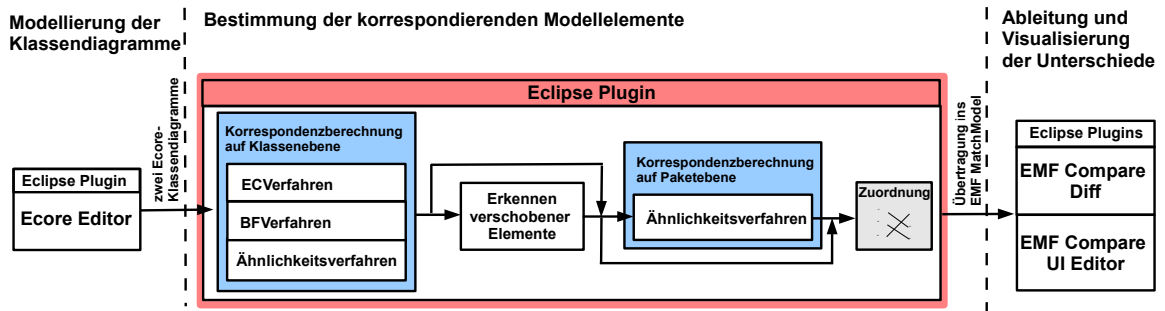 Modellierung der
Klassendiagramme
Bestimmung der korrespondierenden Modellelemente
Ableitung und
Visualisierung
der Unterschiede
Eclipse Plugin
Ecore Editor
zwei Ecore-
Klassendiagramme
Eclipse Plugin
Korrespondenzberechnung
auf Klassenebene
ECVerfahren
BFVerfahren
Ähnlichkeitsverfahren
Erkennen
verschobener
Elemente
Korrespondenzberechnung
auf Paketebene
Ähnlichkeitsverfahren
Zuordnung
Übertragung ins
EMF MatchModel
Eclipse Plugins
EMF Compare
Diff
EMF Compare
UI Editor